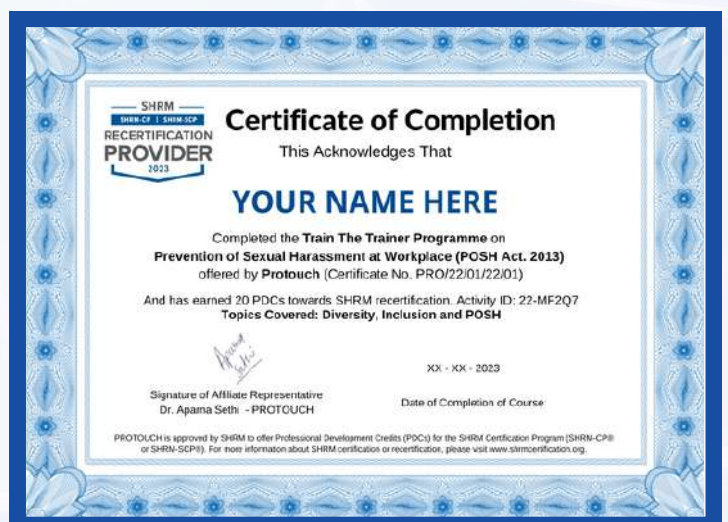 SHRM
SHRM-CP | SHRM-SCP
RECERTIFICATION
PROVIDER
2023
Certificate of Completion
This Acknowledges That
YOUR NAME HERE
Completed the Train The Trainer Programme on
Prevention of Sexual Harassment at Workplace (POSH Act. 2013)
offered by Protouch (Certificate No. PRO/22/01/22/01)
And has earned 20 PDCs towards SHRM recertification. Activity ID: 22-MF2Q7
Topics Covered: Diversity, Inclusion and POSH
Aparna
Sethi
XX - XX - 2023
Signature of Affiliate Representative
Dr. Aparna Sethi - PROTOUCH
Date of Completion of Course
PROTOUCH is approved by SHRM to offer Professional Development Credits (PDCs) for the SHRM Certification Program (SHRM-CP®
or SHRM-SCP®). For more information about SHRM certification or recertification, please visit www.shrmcertification.org.